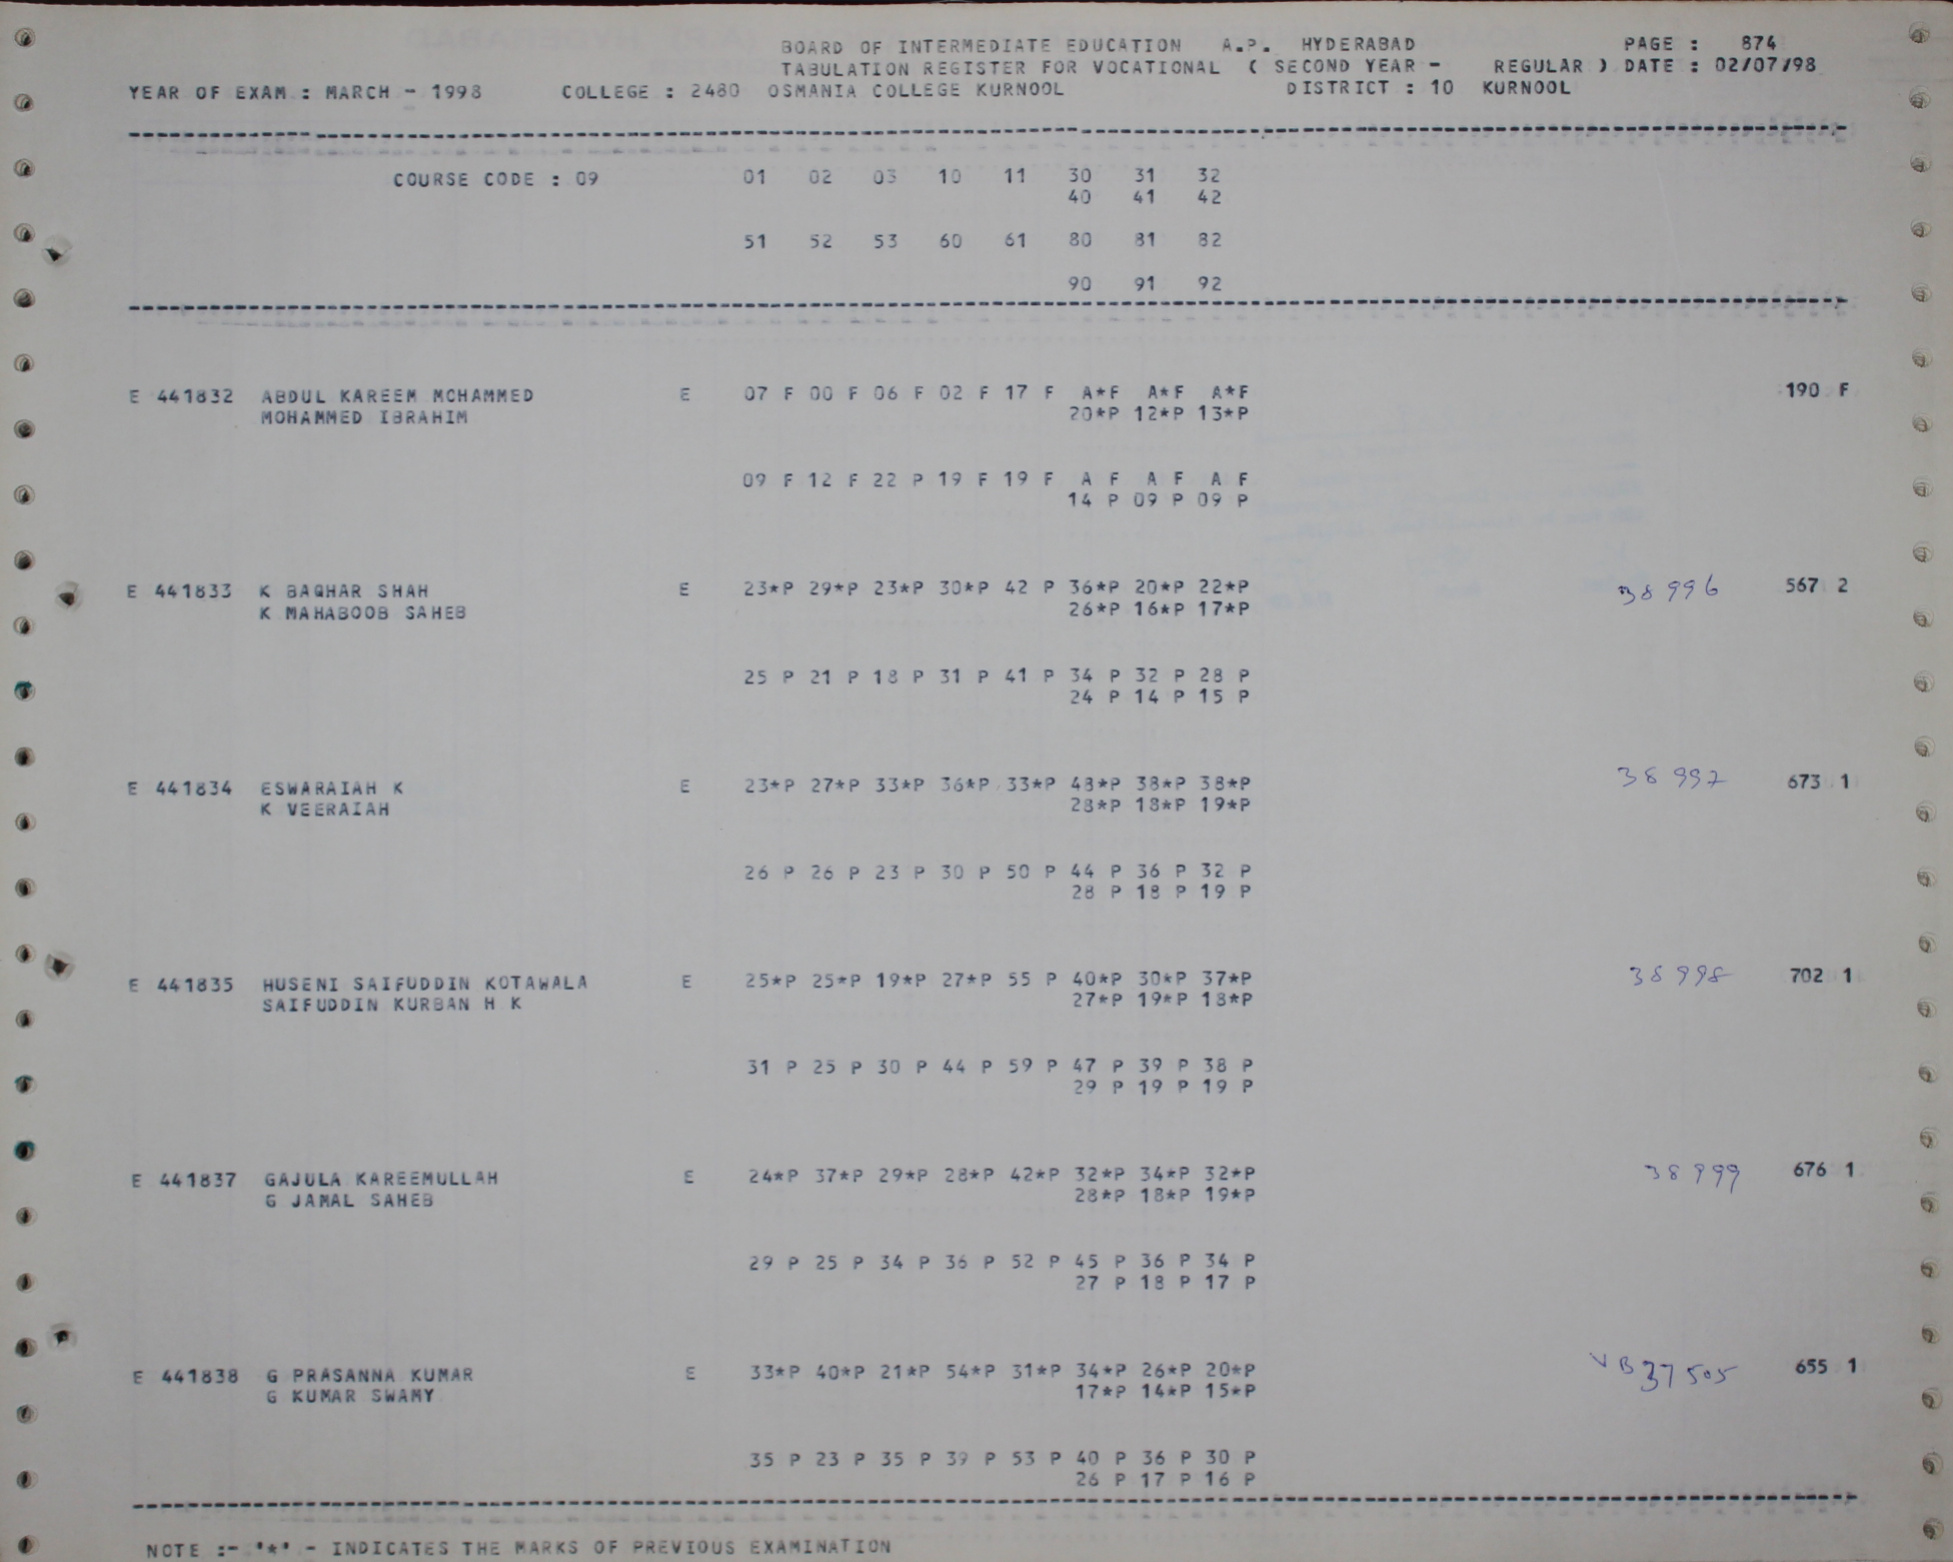 BOARD OF INTERMEDIATE EDUCATION A.P. HYDERABAD PAGE : 874
TABULATION REGISTER FOR VOCATIONAL ( SECOND YEAR - REGULAR ) DATE : 02/07/98
YEAR OF EXAM : MARCH - 1998 COLLEGE : 2480 OSMANIA COLLEGE KURNOOL DISTRICT : 10 KURNOOL
COURSE CODE : 09 01 02 03 10 11 30 31 32
40 41 42
51 52 53 60 61 80 81 82
90 91 92
E 441832 ABDUL KAREEM MCHAMMED E 07 F 00 F 06 F 02 F 17 F A*F A*F A*F 190 F
MOHAMMED IBRAHIM 20*P 12*P 13*P
09 F 12 F 22 P 19 F 19 F A F A F A F
14 P 09 P 09 P
E 441833 K BAQHAR SHAH E 23*P 29*P 23*P 30*P 42 P 36*P 20*P 22*P 38996 567 2
K MAHABOOB SAHEB 26*P 16*P 17*P
25 P 21 P 18 P 31 P 41 P 34 P 32 P 28 P
24 P 14 P 15 P
E 441834 ESWARAIAH K E 23*P 27*P 33*P 36*P 33*P 48*P 38*P 38*P 38997 673 1
K VEERAIAH 28*P 18*P 19*P
26 P 26 P 23 P 30 P 50 P 44 P 36 P 32 P
28 P 18 P 19 P
E 441835 HUSENI SAIFUDDIN KOTAWALA E 25*P 25*P 19*P 27*P 55 P 40*P 30*P 37*P 38998 702 1
SAIFUDDIN KURBAN H K 27*P 19*P 18*P
31 P 25 P 30 P 44 P 59 P 47 P 39 P 38 P
29 P 19 P 19 P
E 441837 GAJULA KAREEMULLAH E 24*P 37*P 29*P 28*P 42*P 32*P 34*P 32*P 38999 676 1
G JAMAL SAHEB 28*P 18*P 19*P
29 P 25 P 34 P 36 P 52 P 45 P 36 P 34 P
27 P 18 P 17 P
E 441838 G PRASANNA KUMAR E 33*P 40*P 21*P 54*P 31*P 34*P 26*P 20*P VB37505 655 1
G KUMAR SWAMY 17*P 14*P 15*P
35 P 23 P 35 P 39 P 53 P 40 P 36 P 30 P
26 P 17 P 16 P
NOTE :- '*' - INDICATES THE MARKS OF PREVIOUS EXAMINATION